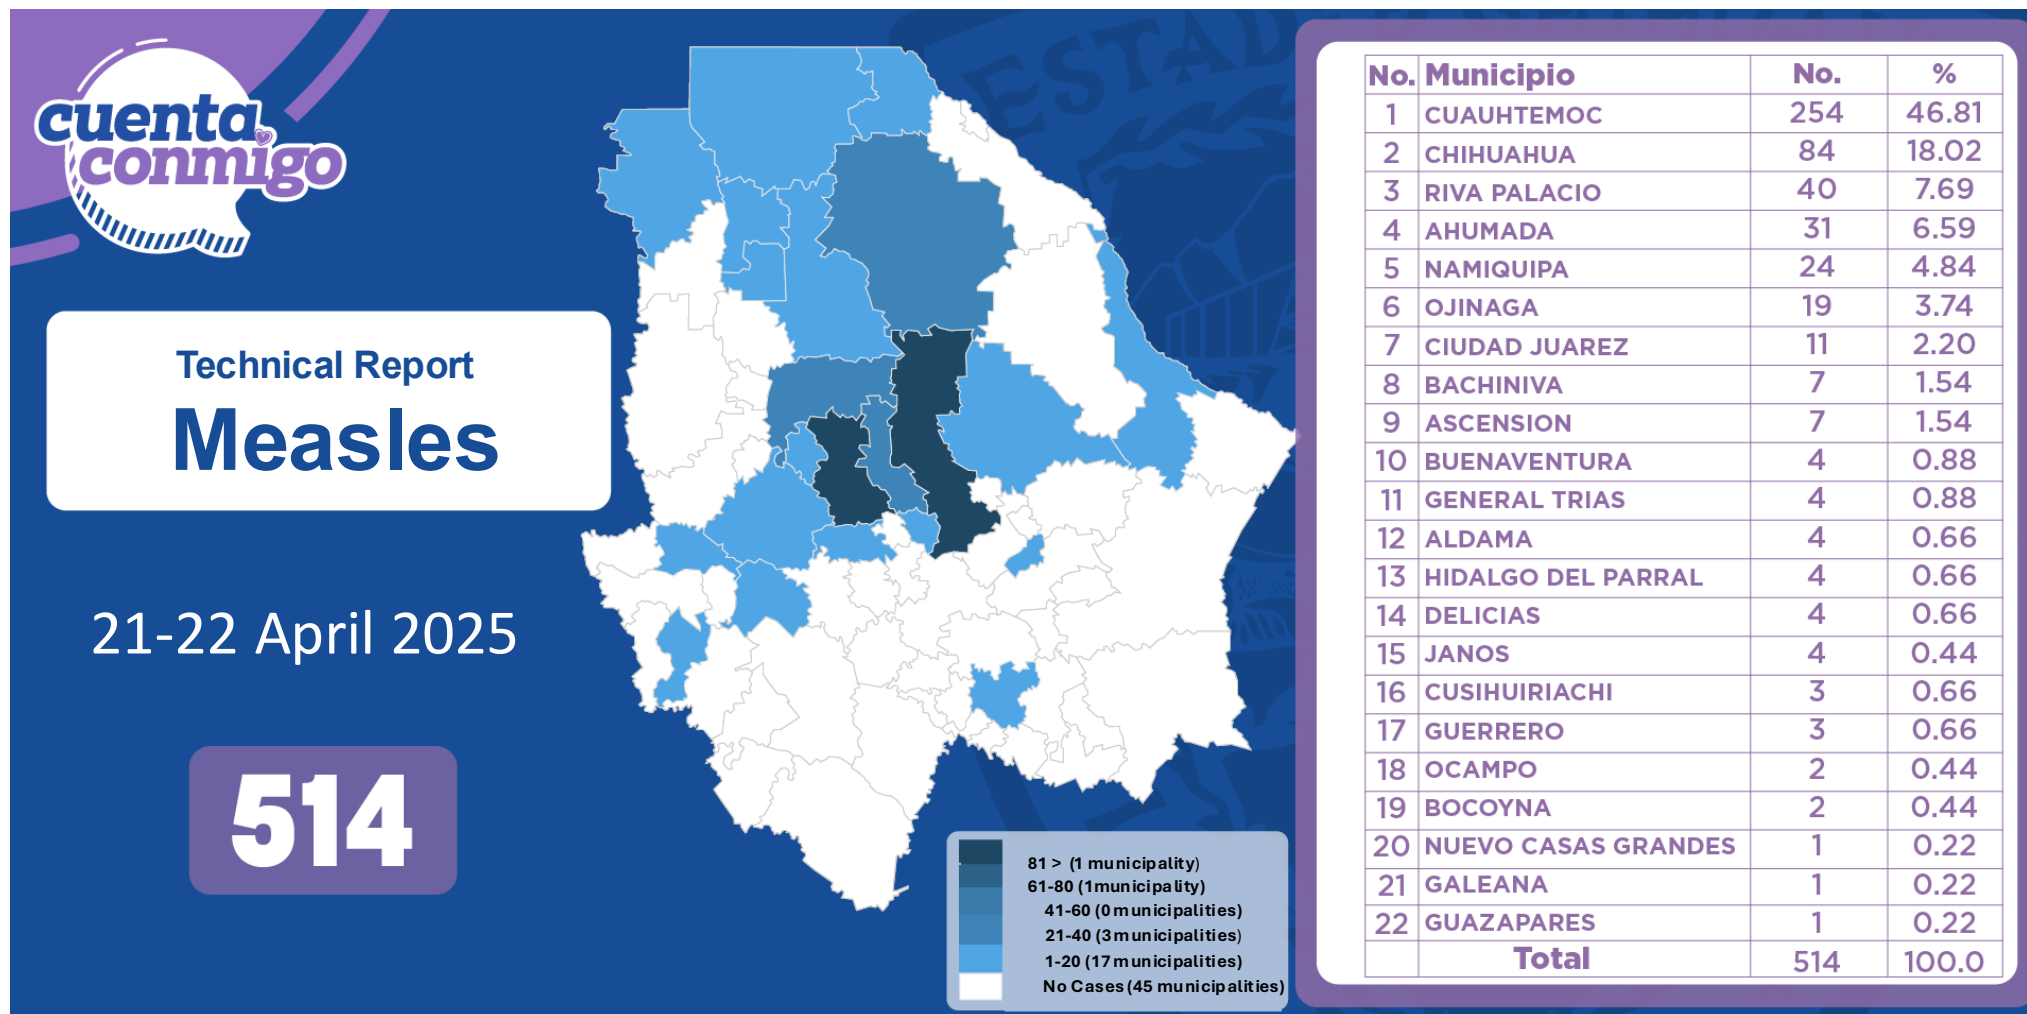 cuenta
conmigo
Technical Report
Measles
21-22 April 2025
514
ESTAD
81 > (1 municipality)
61-80 (1municipality)
41-60 (0 municipalities)
21-40 (3 municipalities)
1-20 (17 municipalities)
No Cases (45 municipalities)
No. Municipio No. %
1 CUAUHTEMOC 254 46.81
2 CHIHUAHUA 84 18.02
3 RIVA PALACIO 40 7.69
4 AHUMADA 31 6.59
5 NAMIQUIPA 24 4.84
6 OJINAGA 19 3.74
7 CIUDAD JUAREZ 11 2.20
8 BACHINIVA 7 1.54
9 ASCENSION 7 1.54
10 BUENAVENTURA 4 0.88
11 GENERAL TRIAS 4 0.88
12 ALDAMA 4 0.66
13 HIDALGO DEL PARRAL 4 0.66
14 DELICIAS 4 0.66
15 JANOS 4 0.44
16 CUSIHUIRIACHI 3 0.66
17 GUERRERO 3 0.66
18 OCAMPO 2 0.44
19 BOCOYNA 2 0.44
20 NUEVO CASAS GRANDES 1 0.22
21 GALEANA 1 0.22
22 GUAZAPARES 1 0.22
Total 514 100.0